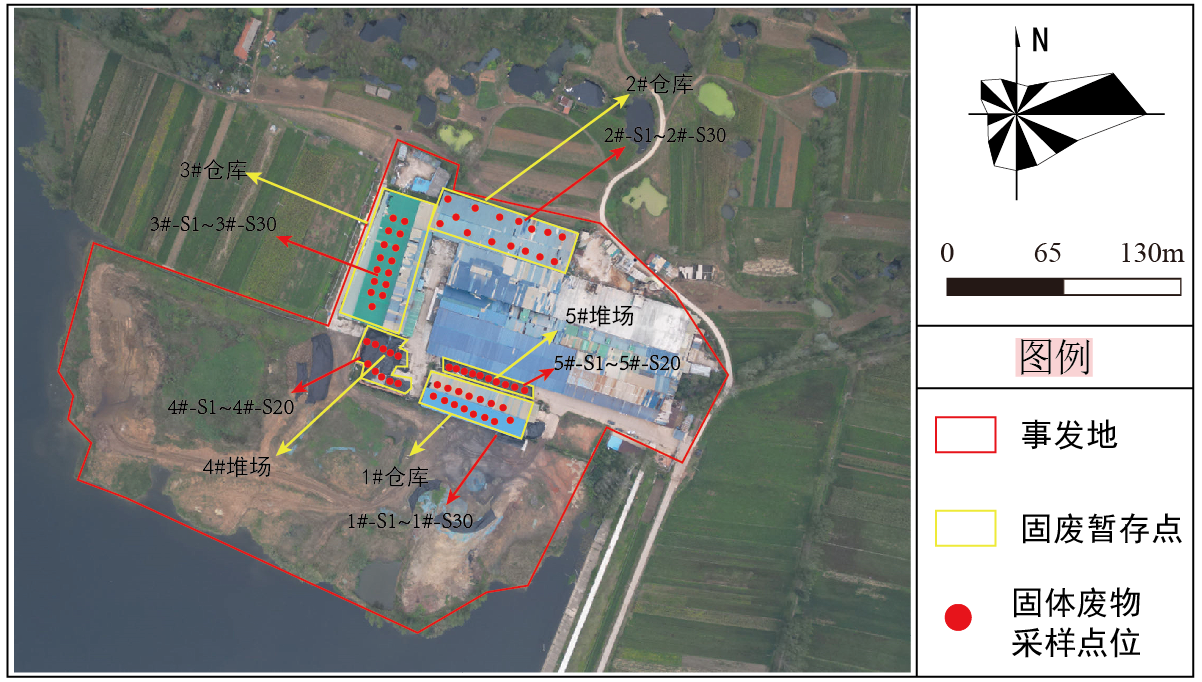 2#仓库
2#-S1~2#-S30
3#仓库
3#-S1~3#-S30
5#堆场
5#-S1~5#-S20
4#-S1~4#-S20
4#堆场
1#仓库
1#-S1~1#-S30
N
0 65 130m
图例
事发地
固废暂存点
固体废物
采样点位